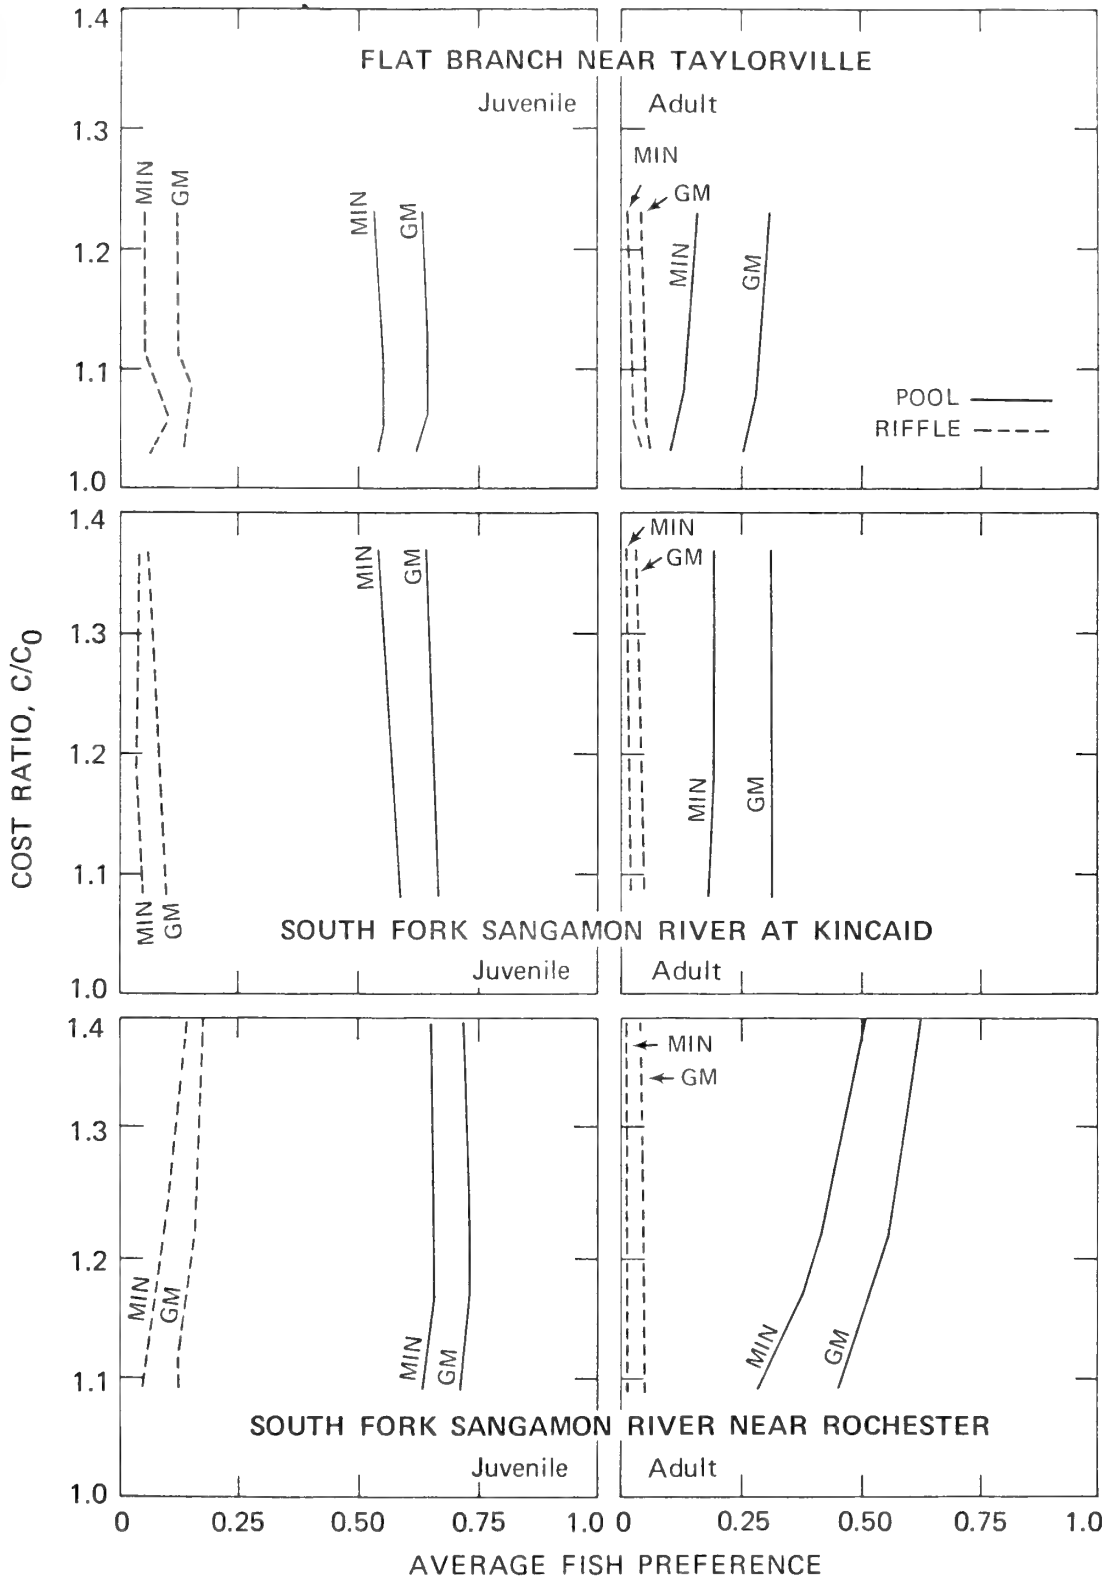 1.4
FLAT BRANCH NEAR TAYLORVILLE
Juvenile Adult
1.3
MIN
MIN GM GM
MIN GM
1.2
MIN GM
1.1
POOL
RIFFLE
1.0
1.4
MIN
MIN GM GM
1.3
1.2
MIN GM
1.1
MIN GM
SOUTH FORK SANGAMON RIVER AT KINCAID
Juvenile Adult
1.0
1.4
MIN
GM
1.3
1.2
MIN GM
MIN GM MIN GM
1.1
SOUTH FORK SANGAMON RIVER NEAR ROCHESTER
Juvenile Adult
1.0
0 0.25 0.50 0.75 1.0 0 0.25 0.50 0.75 1.0
AVERAGE FISH PREFERENCE
COST RATIO, C/C0